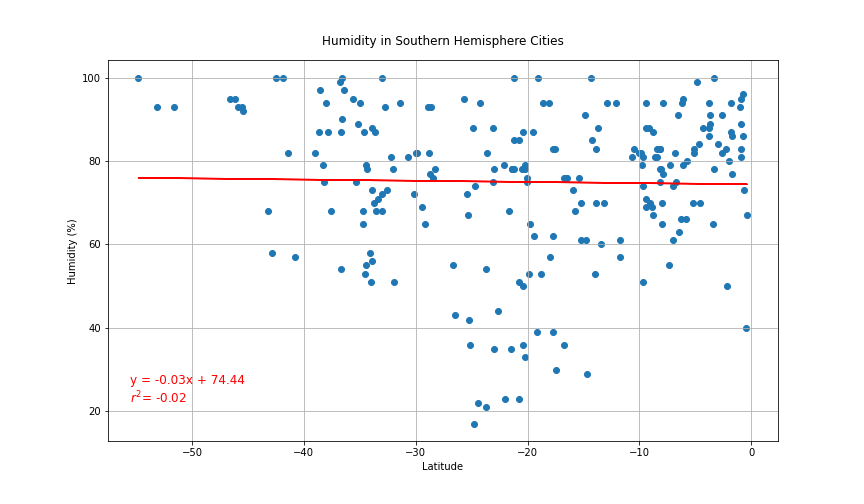 Humidity in Southern Hemisphere Cities
100
80
60
40
20
Humidity (%)
y = -0.03x + 74.44
r²= -0.02
−50
−40
−30
−20
−10
0
Latitude